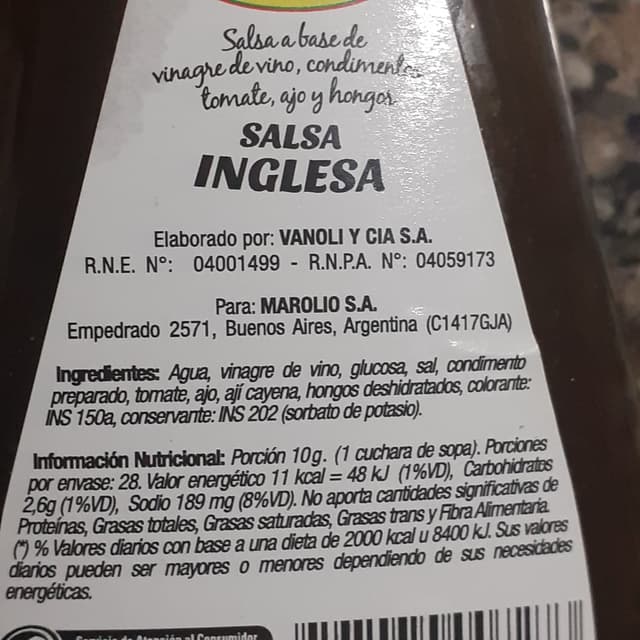 Salsa a base de
vinagre de vino, condimento
tomate, ajo y hongos
SALSA
INGLESA
Elaborado por: VANOLI Y CIA S.A.
R.N.E. N°: 04001499 - R.N.P.A. N°: 04059173
Para: MAROLIO S.A.
Empedrado 2571, Buenos Aires, Argentina (C1417GJA)
Ingredientes: Agua, vinagre de vino, glucosa, sal, condimento
preparado, tomate, ajo, ají cayena, hongos deshidratados, colorante:
INS 150a, conservante: INS 202 (sorbato de potasio).
Información Nutricional: Porción 10g. (1 cuchara de sopa). Porciones
por envase: 28. Valor energético 11 kcal = 48 kJ (1%VD), Carbohidratos
2,6g (1%VD), Sodio 189 mg (8%VD). No aporta cantidades significativas de
Proteínas, Grasas totales, Grasas saturadas, Grasas trans y Fibra Alimentaria.
(*) % Valores diarios con base a una dieta de 2000 kcal u 8400 kJ. Sus valores
diarios pueden ser mayores o menores dependiendo de sus necesidades
energéticas.
Servicio de Atención al Consumidor